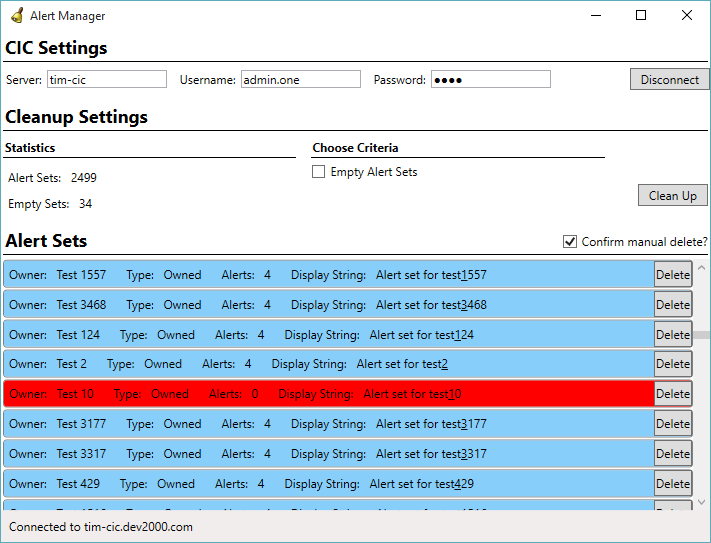 Alert Manager
CIC Settings
Server: tim-cic Username: admin.one Password: ●●●● Disconnect
Cleanup Settings
Statistics Choose Criteria
Alert Sets: 2499 Empty Alert Sets
Empty Sets: 34 Clean Up
Alert Sets Confirm manual delete?
Owner: Test 1557 Type: Owned Alerts: 4 Display String: Alert set for test1557 Delete
Owner: Test 3468 Type: Owned Alerts: 4 Display String: Alert set for test3468 Delete
Owner: Test 124 Type: Owned Alerts: 4 Display String: Alert set for test124 Delete
Owner: Test 2 Type: Owned Alerts: 4 Display String: Alert set for test2 Delete
Owner: Test 10 Type: Owned Alerts: 0 Display String: Alert set for test10 Delete
Owner: Test 3177 Type: Owned Alerts: 4 Display String: Alert set for test3177 Delete
Owner: Test 3317 Type: Owned Alerts: 4 Display String: Alert set for test3317 Delete
Owner: Test 429 Type: Owned Alerts: 4 Display String: Alert set for test429 Delete
Connected to tim-cic.dev2000.com